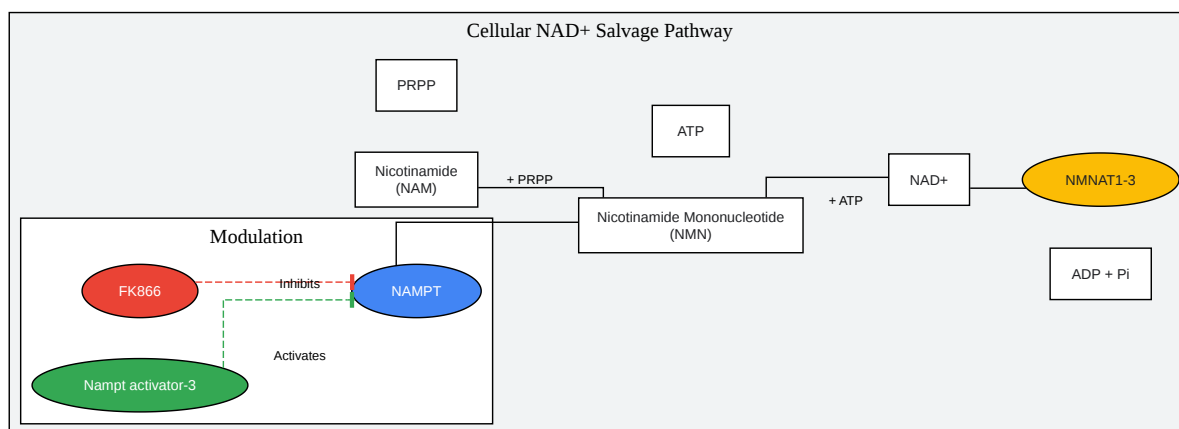 Cellular NAD+ Salvage Pathway
PRPP
ATP
Nicotinamide
(NAM)
+ PRPP
NAD+
NMNAT1-3
+ ATP
Nicotinamide Mononucleotide
(NMN)
Modulation
FK866
Inhibits
NAMPT
ADP + Pi
Activates
Nampt activator-3